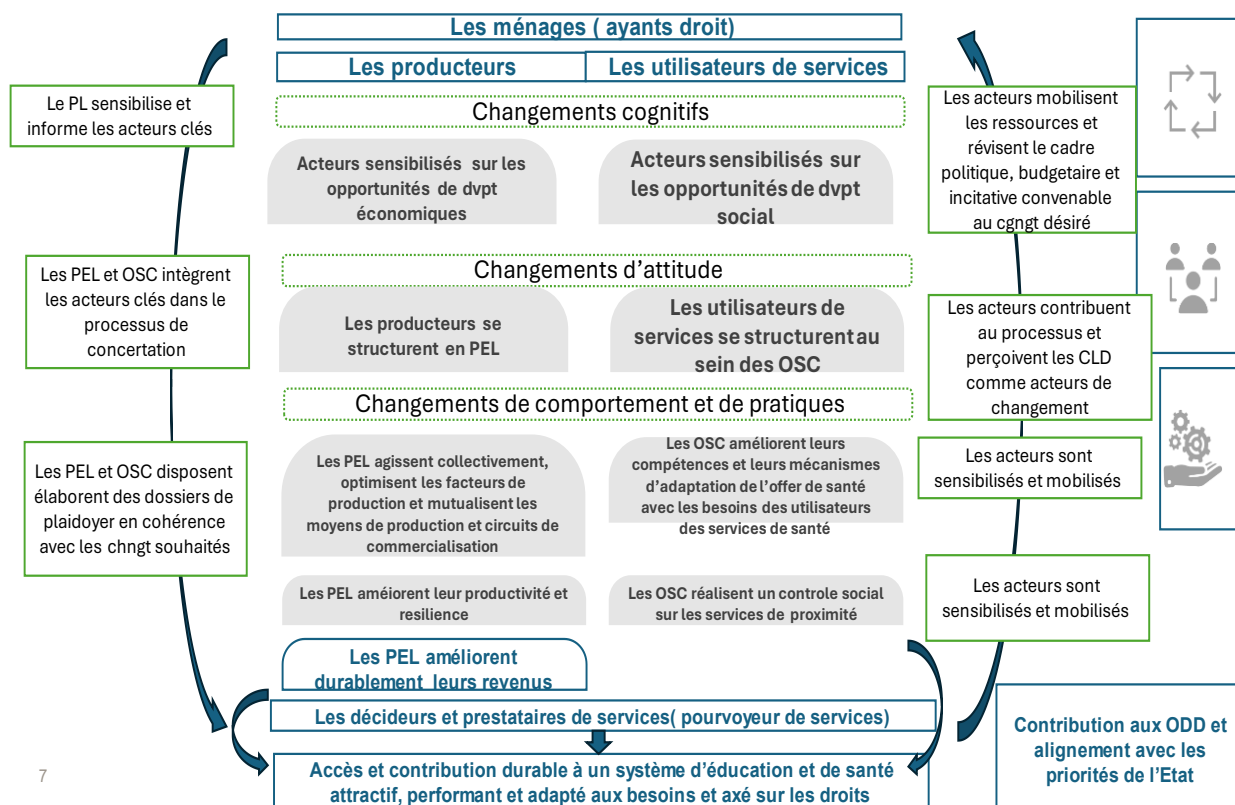 Les ménages ( ayants droit)
Les producteurs
Les utilisateurs de services
Changements cognitifs
Acteurs sensibilisés sur les
opportunités de dvpt
économiques
Acteurs sensibilisés sur
les opportunités de dvpt
social
Changements d’attitude
Les producteurs se
structurent en PEL
Les utilisateurs de
services se structurent au
sein des OSC
Changements de comportement et de pratiques
Les PEL agissent collectivement,
optimisent les facteurs de
production et mutualisent les
moyens de production et circuits de
commercialisation
Les OSC améliorent leurs
compétences et leurs mécanismes
d’adaptation de l’offre de santé
avec les besoins des utilisateurs
des services de santé
Les PEL améiorent leur productivité et
resilience
Les OSC réalisent un controle social
sur les services de proximité
Les PEL améliorent
durablement leurs revenus
Les décideurs et prestataires de services( pourvoyeur de services)
Accès et contribution durable à un système d’éducation et de santé
attractif, performant et adapté aux besoins et axé sur les droits
Le PL sensibilise et
informe les acteurs clés
Les PEL et OSC intègrent
les acteurs clés dans le
processus de
concertation
Les PEL et OSC disposent
élaborent des dossiers de
plaidoyer en cohérence
avec les chngt souhaités
Les acteurs mobilisent
les ressources et
révisent le cadre
politique, budgetaire et
incitative convenable
au cgngt désiré
Les acteurs contribuent
au processus et
perçoivent les CLD
comme acteurs de
changement
Les acteurs sont
sensibilisés et mobilisés
Les acteurs sont
sensibilisés et mobilisés
Contribution aux ODD et
alignement avec les
priorités de l’Etat
7